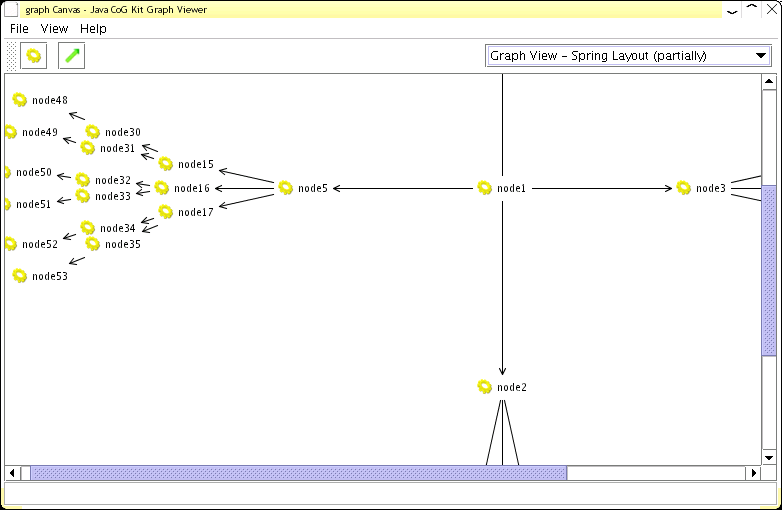 graph Canvas - Java CoG Kit Graph Viewer
File View Help
Graph View - Spring Layout (partially)
node48
node49
node30
node31
node15
node50
node32
node16
node5
node1
node3
node33
node51
node17
node34
node52
node35
node53
node2